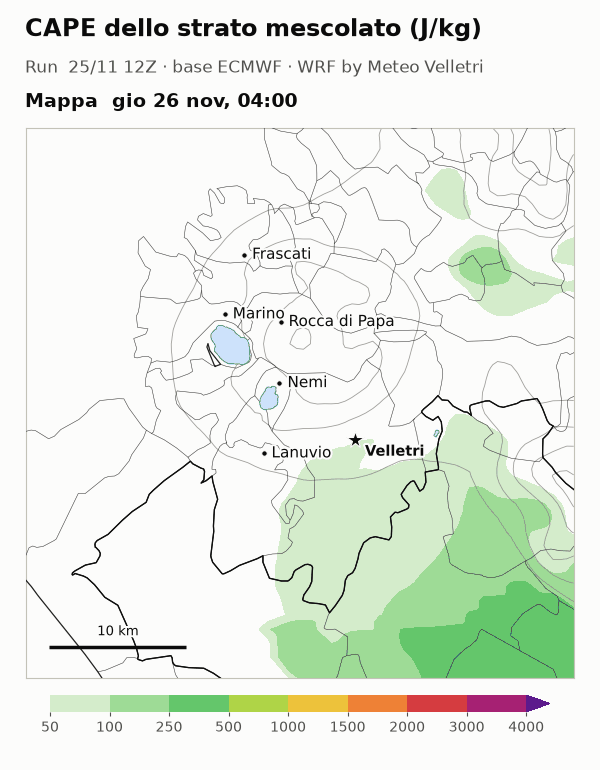 CAPE dello strato mescolato (J/kg)
Run  25/11 12Z · base ECMWF · WRF by Meteo Velletri
Mappa  gio 26 nov, 04:00
Frascati
Marino
Rocca di Papa
Nemi
Velletri
Lanuvio
10 km
50 100 250 500 1000 1500 2000 3000 4000